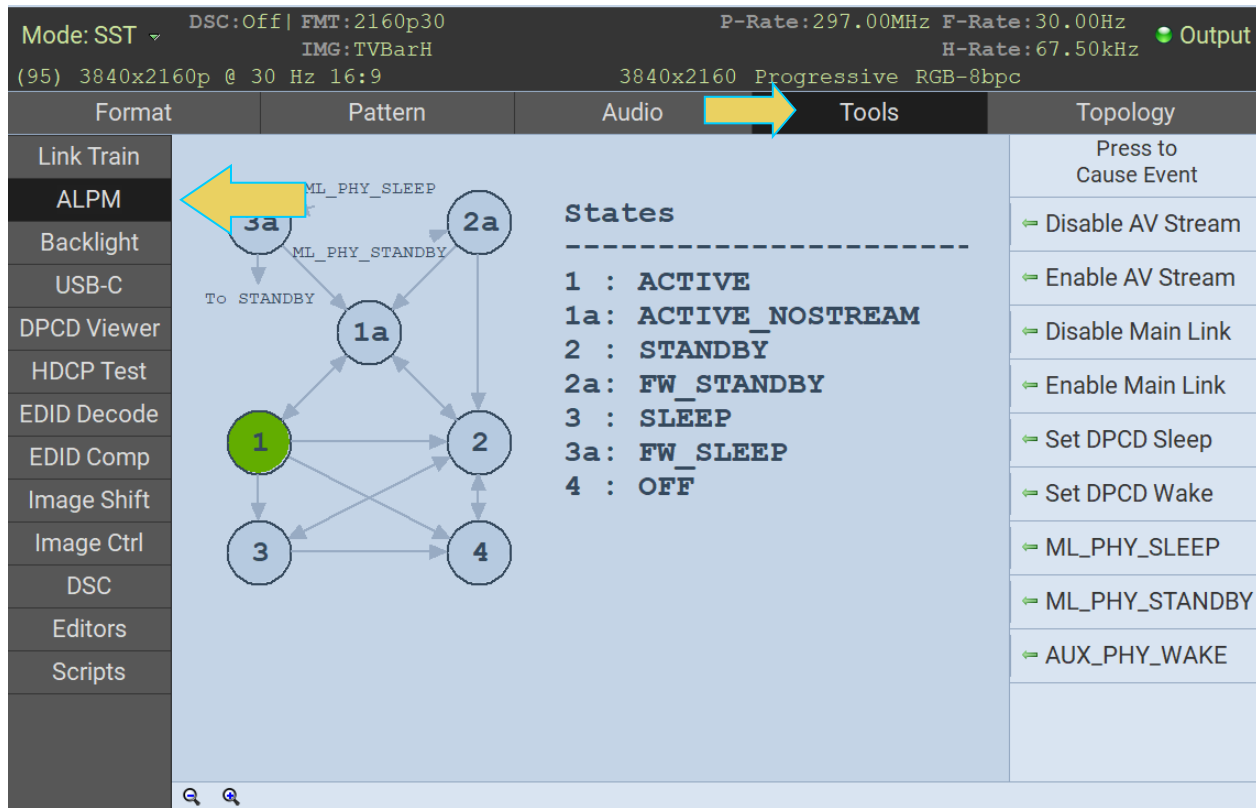 Mode: SST
DSC:Off| FMT:2160p30
IMG:TVBarH
P-Rate:297.00MHz F-Rate:30.00Hz
H-Rate:67.50kHz
Output
(95) 3840x2160p @ 30 Hz 16:9
3840x2160 Progressive RGB-8bpc
Format
Pattern
Audio
Tools
Topology
Link Train
ALPM
Backlight
USB-C
DPCD Viewer
HDCP Test
EDID Decode
EDID Comp
Image Shift
Image Ctrl
DSC
Editors
Scripts
ML_PHY_SLEEP
3a
2a
ML_PHY_STANDBY
To STANDBY
1a
1
2
3
4
States
-----------------------
1 : ACTIVE
1a: ACTIVE_NOSTREAM
2 : STANDBY
2a: FW_STANDBY
3 : SLEEP
3a: FW_SLEEP
4 : OFF
Press to
Cause Event
Disable AV Stream
Enable AV Stream
Disable Main Link
Enable Main Link
Set DPCD Sleep
Set DPCD Wake
ML_PHY_SLEEP
ML_PHY_STANDBY
AUX_PHY_WAKE